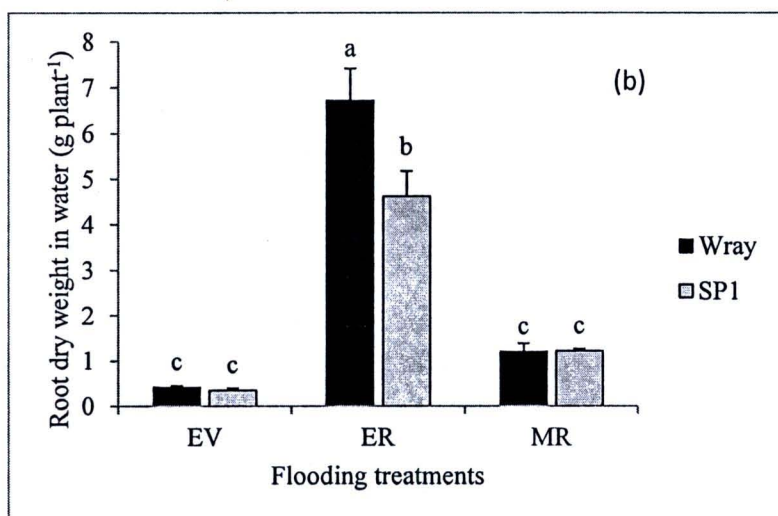 Root dry weight in water (g plant⁻¹)
8
7
6
5
4
3
2
1
0
(b)
a
b
c
c
c
c
EV
ER
MR
Flooding treatments
Wray
SP1